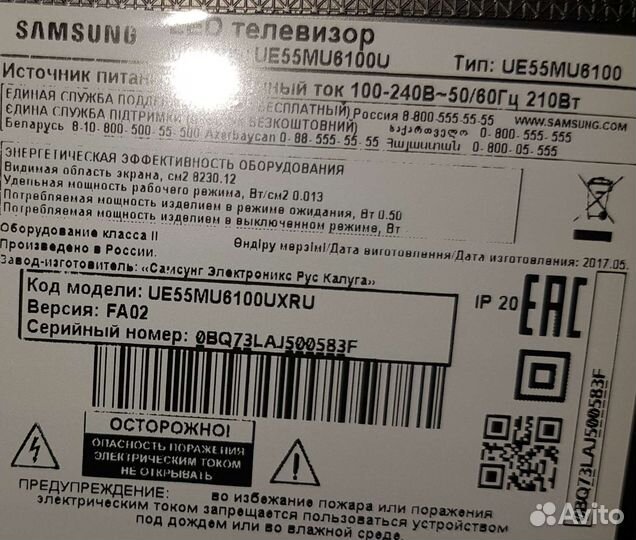 SAMSUNG LED телевизор
UE55MU6100U Тип: UE55MU6100
Источник питан ный ток 100-240В~50/60Гц 210Вт
ЕДИНАЯ СЛУЖБА ПОДДЕ БЕСПЛАТНЫЙ) Россия 8-800-555-55-55 WWW.SAMSUNG.COM
ЄДИНА СЛУЖБА ПІДТРИМКИ БЕЗКОШТОВНИЙ) საქართველო 0-800-555-555
Беларусь 8-10-800-500-55-500 Azerbaycan 0-88-555-55-55 Հայաստան 0-800-05-555
ЭНЕРГЕТИЧЕСКАЯ ЭФФЕКТИВНОСТЬ ОБОРУДОВАНИЯ
Видимая область экрана, см2 8230.12
Удельная мощность рабочего режима, Вт/см2 0.013
Потребляемая мощность изделием в режиме ожидания, Вт 0.50
Потребляемая мощность изделием в выключенном режиме, Вт
Оборудование класса II
Произведено в России. Өндіру мерзімі/Дата виготовлення/Дата изготовления: 2017.05.
Завод-изготовитель: «Самсунг Электроникс Рус Калуга»
Код модели: UE55MU6100UXRU
Версия: FA02
Серийный номер: 0BQ73LAJ500583F
IP 20
EAC
0BQ73LAJ500583F
ОСТОРОЖНО!
ОПАСНОСТЬ ПОРАЖЕНИЯ
ЭЛЕКТРИЧЕСКИМ ТОКОМ
НЕ ОТКРЫВАТЬ
ПРЕДУПРЕЖДЕНИЕ: во избежание пожара или поражения
электрическим током запрещается пользоваться устройством
под дождем или во влажной среде.
Avito